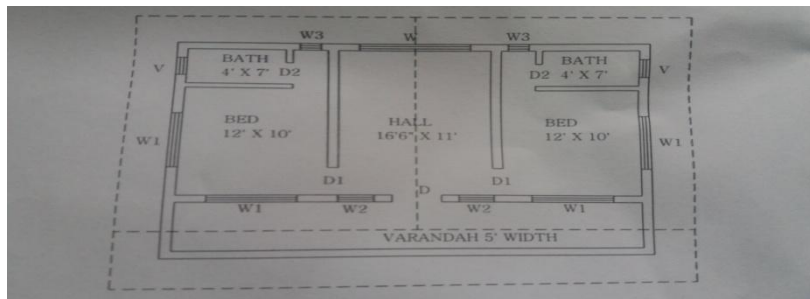 W3 W W3
BATH
4' X 7' D2
BATH
D2 4' X 7'
V V
BED
12' X 10'
HALL
16'6" X 11'
BED
12' X 10'
W1 W1
D1 D D1
W1 W2 W2 W1
VARANDAH 5' WIDTH